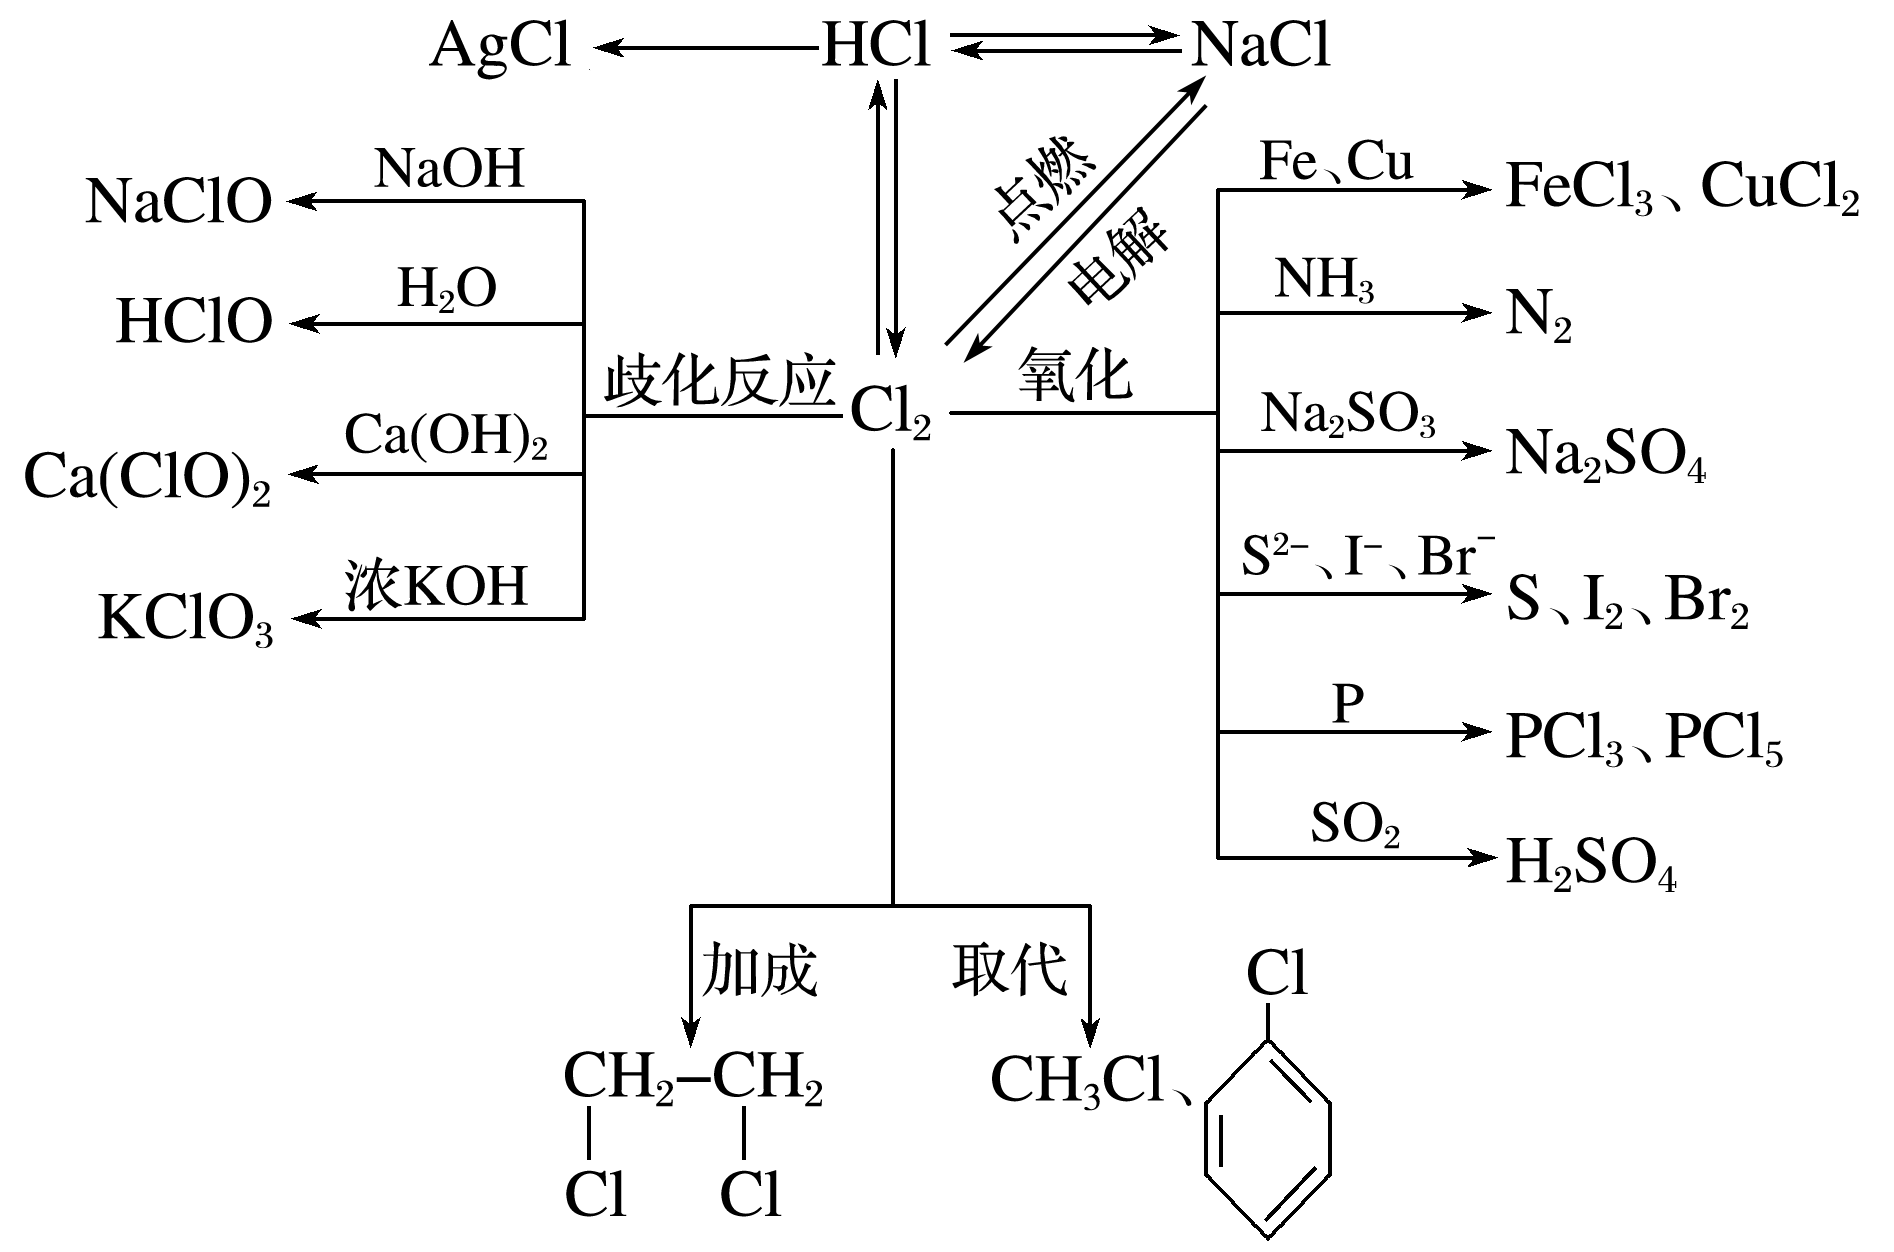 AgCl HCl NaCl
点燃
电解
NaOH
NaClO
H₂O
HClO
Ca(OH)₂
Ca(ClO)₂
浓KOH
KClO₃
歧化反应 Cl₂ 氧化
Fe、Cu
FeCl₃、CuCl₂
NH₃
N₂
Na₂SO₃
Na₂SO₄
S²⁻、I⁻、Br⁻
S、I₂、Br₂
P
PCl₃、PCl₅
SO₂
H₂SO₄
加成 取代
CH₂–CH₂
Cl Cl
CH₃Cl、
Cl